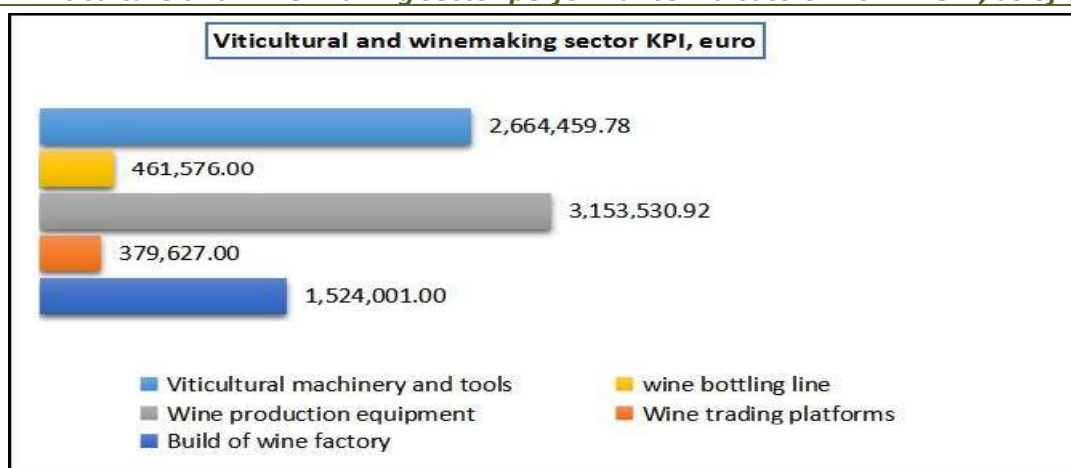 Viticultural and winemaking sector KPI, euro
2,664,459.78
461,576.00
3,153,530.92
379,627.00
1,524,001.00
Viticultural machinery and tools
wine bottling line
Wine production equipment
Wine trading platforms
Build of wine factory